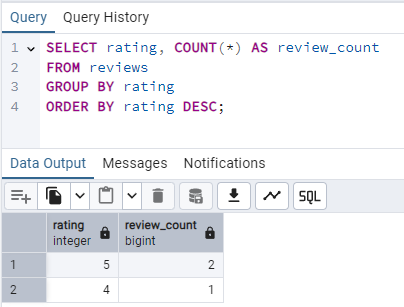 Query Query History
1 SELECT rating, COUNT(*) AS review_count
2 FROM reviews
3 GROUP BY rating
4 ORDER BY rating DESC;
Data Output Messages Notifications
SQL
rating review_count
integer bigint
1 5 2
2 4 1